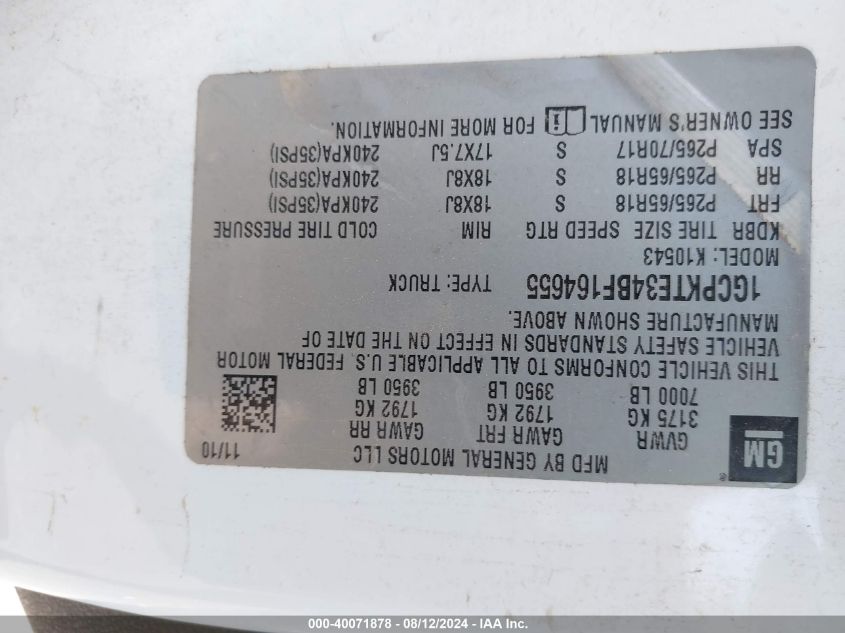 MFD BY GENERAL MOTORS LLC 11/10
GM
GVWR GAWR FRT GAWR RR
3175 KG 1792 KG 1792 KG
7000 LB 3950 LB 3950 LB
THIS VEHICLE CONFORMS TO ALL APPLICABLE U.S. FEDERAL MOTOR
VEHICLE SAFETY STANDARDS IN EFFECT ON THE DATE OF
MANUFACTURE SHOWN ABOVE.
1GCPKTE34BF164655 TYPE: TRUCK
MODEL: K10543
KDBR TIRE SIZE SPEED RTG RIM COLD TIRE PRESSURE
FRT P265/65R18 S 18X8J 240KPA(35PSI)
RR P265/65R18 S 18X8J 240KPA(35PSI)
SPA P265/70R17 S 17X7.5J 240KPA(35PSI)
SEE OWNER'S MANUAL FOR MORE INFORMATION.
000-40071878 - 08/12/2024 - IAA Inc.